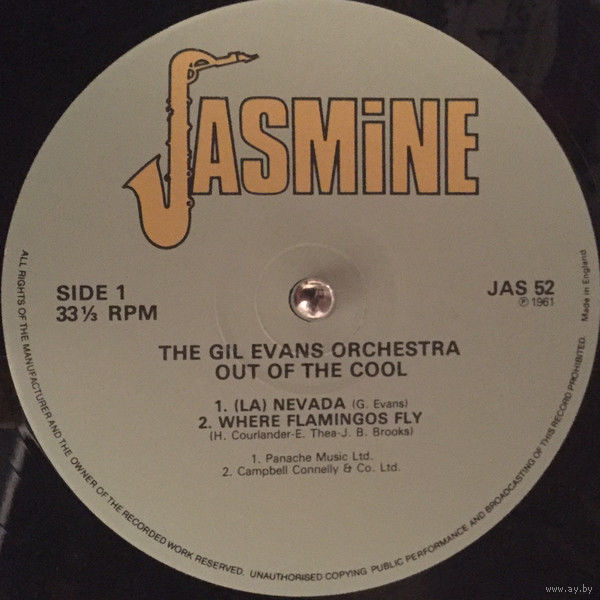 JASMiNE
SIDE 1
33⅓ RPM
JAS 52
℗ 1961
THE GIL EVANS ORCHESTRA
OUT OF THE COOL
1. (LA) NEVADA (G. Evans)
2. WHERE FLAMINGOS FLY
(H. Courlander-E. Thea-J. B. Brooks)
1. Panache Music Ltd.
2. Campbell Connelly & Co. Ltd.
ALL RIGHTS OF THE MANUFACTURER AND THE OWNER OF THE RECORDED WORK RESERVED. UNAUTHORISED COPYING PUBLIC PERFORMANCE AND BROADCASTING OF THIS RECORD PROHIBITED.
Made in England
www.ay.by